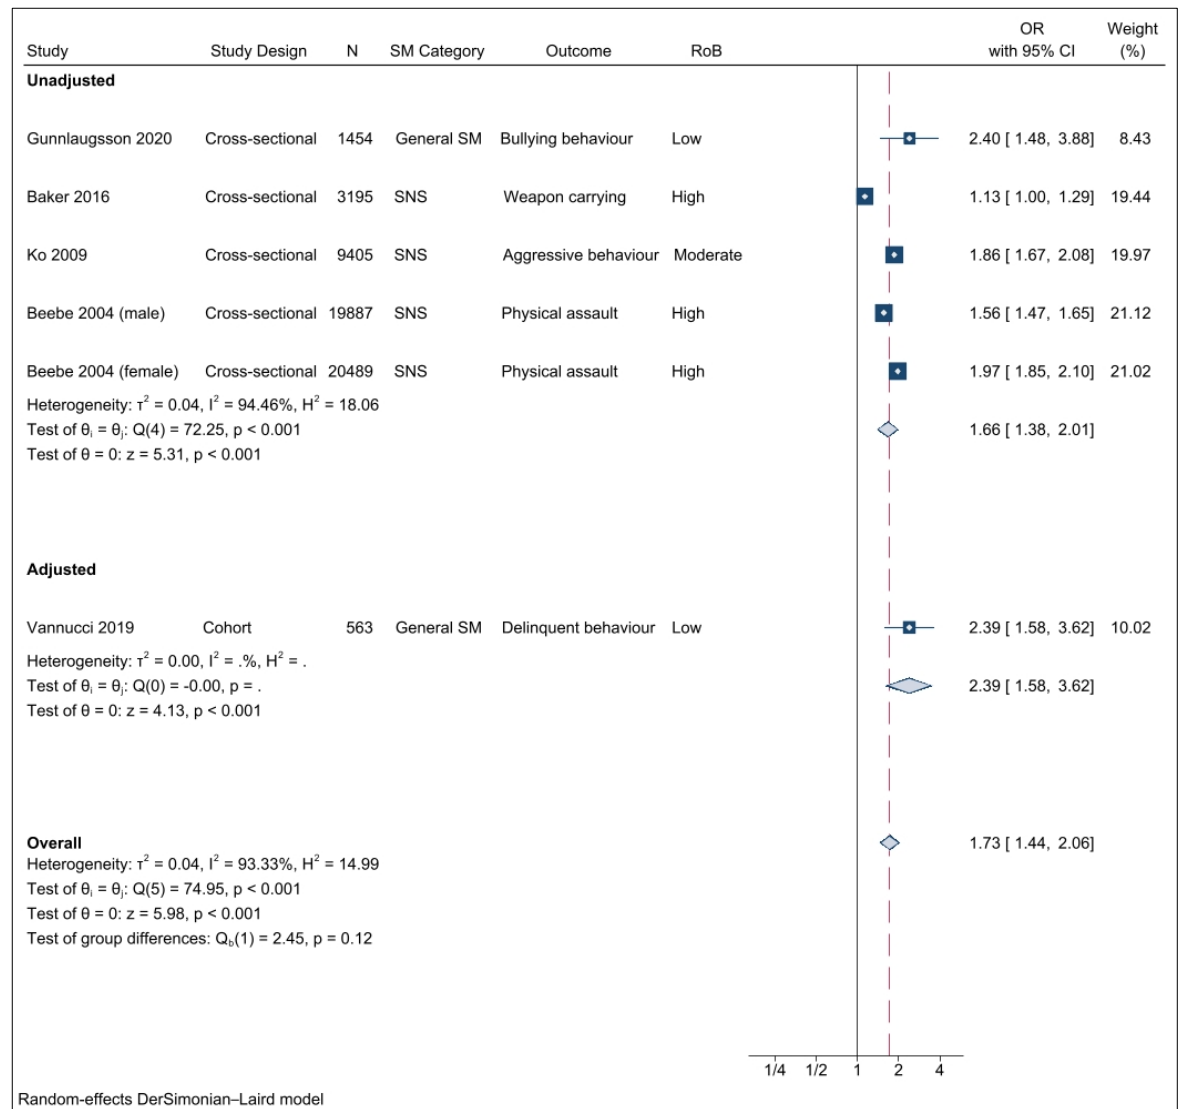 Study Study Design N SM Category Outcome RoB OR with 95% CI Weight (%)
Unadjusted
Gunnlaugsson 2020 Cross-sectional 1454 General SM Bullying behaviour Low 2.40 [ 1.48, 3.88] 8.43
Baker 2016 Cross-sectional 3195 SNS Weapon carrying High 1.13 [ 1.00, 1.29] 19.44
Ko 2009 Cross-sectional 9405 SNS Aggressive behaviour Moderate 1.86 [ 1.67, 2.08] 19.97
Beebe 2004 (male) Cross-sectional 19887 SNS Physical assault High 1.56 [ 1.47, 1.65] 21.12
Beebe 2004 (female) Cross-sectional 20489 SNS Physical assault High 1.97 [ 1.85, 2.10] 21.02
Heterogeneity: τ² = 0.04, I² = 94.46%, H² = 18.06
Test of θᵢ = θⱼ: Q(4) = 72.25, p < 0.001 1.66 [ 1.38, 2.01]
Test of θ = 0: z = 5.31, p < 0.001
Adjusted
Vannucci 2019 Cohort 563 General SM Delinquent behaviour Low 2.39 [ 1.58, 3.62] 10.02
Heterogeneity: τ² = 0.00, I² = .%, H² = .
Test of θᵢ = θⱼ: Q(0) = -0.00, p = . 2.39 [ 1.58, 3.62]
Test of θ = 0: z = 4.13, p < 0.001
Overall 1.73 [ 1.44, 2.06]
Heterogeneity: τ² = 0.04, I² = 93.33%, H² = 14.99
Test of θᵢ = θⱼ: Q(5) = 74.95, p < 0.001
Test of θ = 0: z = 5.98, p < 0.001
Test of group differences: Q_b(1) = 2.45, p = 0.12
1/4 1/2 1 2 4
Random-effects DerSimonian–Laird model